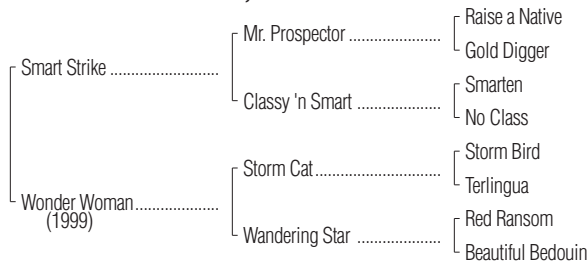 Raise a Native
Mr. Prospector ....................
Gold Digger
Smart Strike .......................
Smarten
Classy 'n Smart ..................
No Class
Storm Bird
Storm Cat...........................
Terlingua
Wonder Woman..................
(1999)
Red Ransom
Wandering Star ..................
Beautiful Bedouin